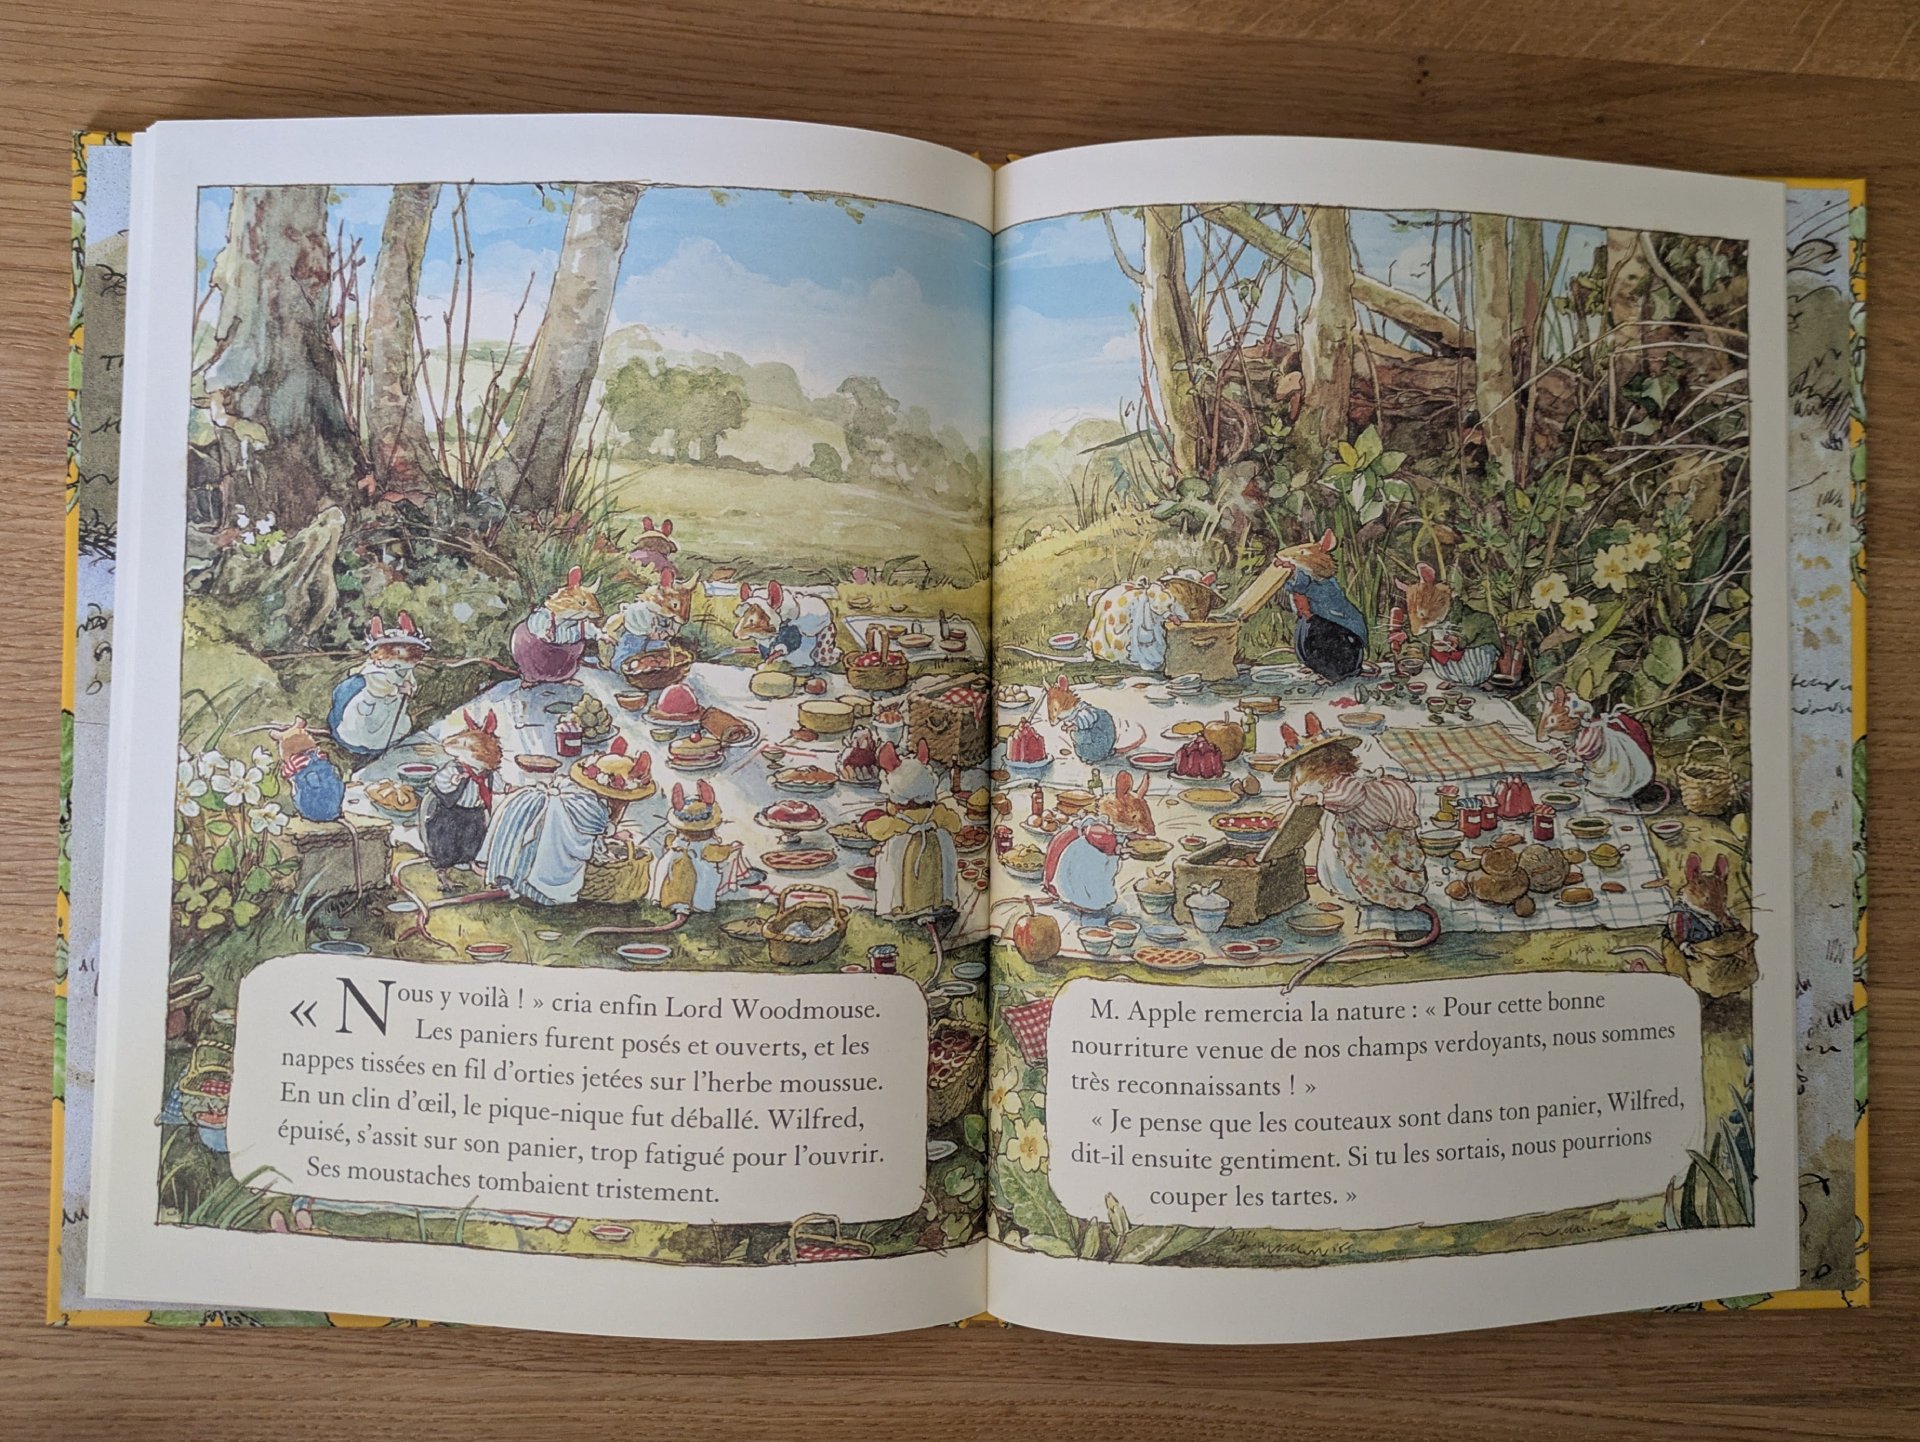 « Nous y voilà ! » cria enfin Lord Woodmouse.
Les paniers furent posés et ouverts, et les
nappes tissées en fil d’orties jetées sur l’herbe moussue.
En un clin d’œil, le pique-nique fut déballé. Wilfred,
épuisé, s’assit sur son panier, trop fatigué pour l’ouvrir.
Ses moustaches tombaient tristement.
M. Apple remercia la nature : « Pour cette bonne
nourriture venue de nos champs verdoyants, nous sommes
très reconnaissants ! »
« Je pense que les couteaux sont dans ton panier, Wilfred,
dit-il ensuite gentiment. Si tu les sortais, nous pourrions
couper les tartes. »